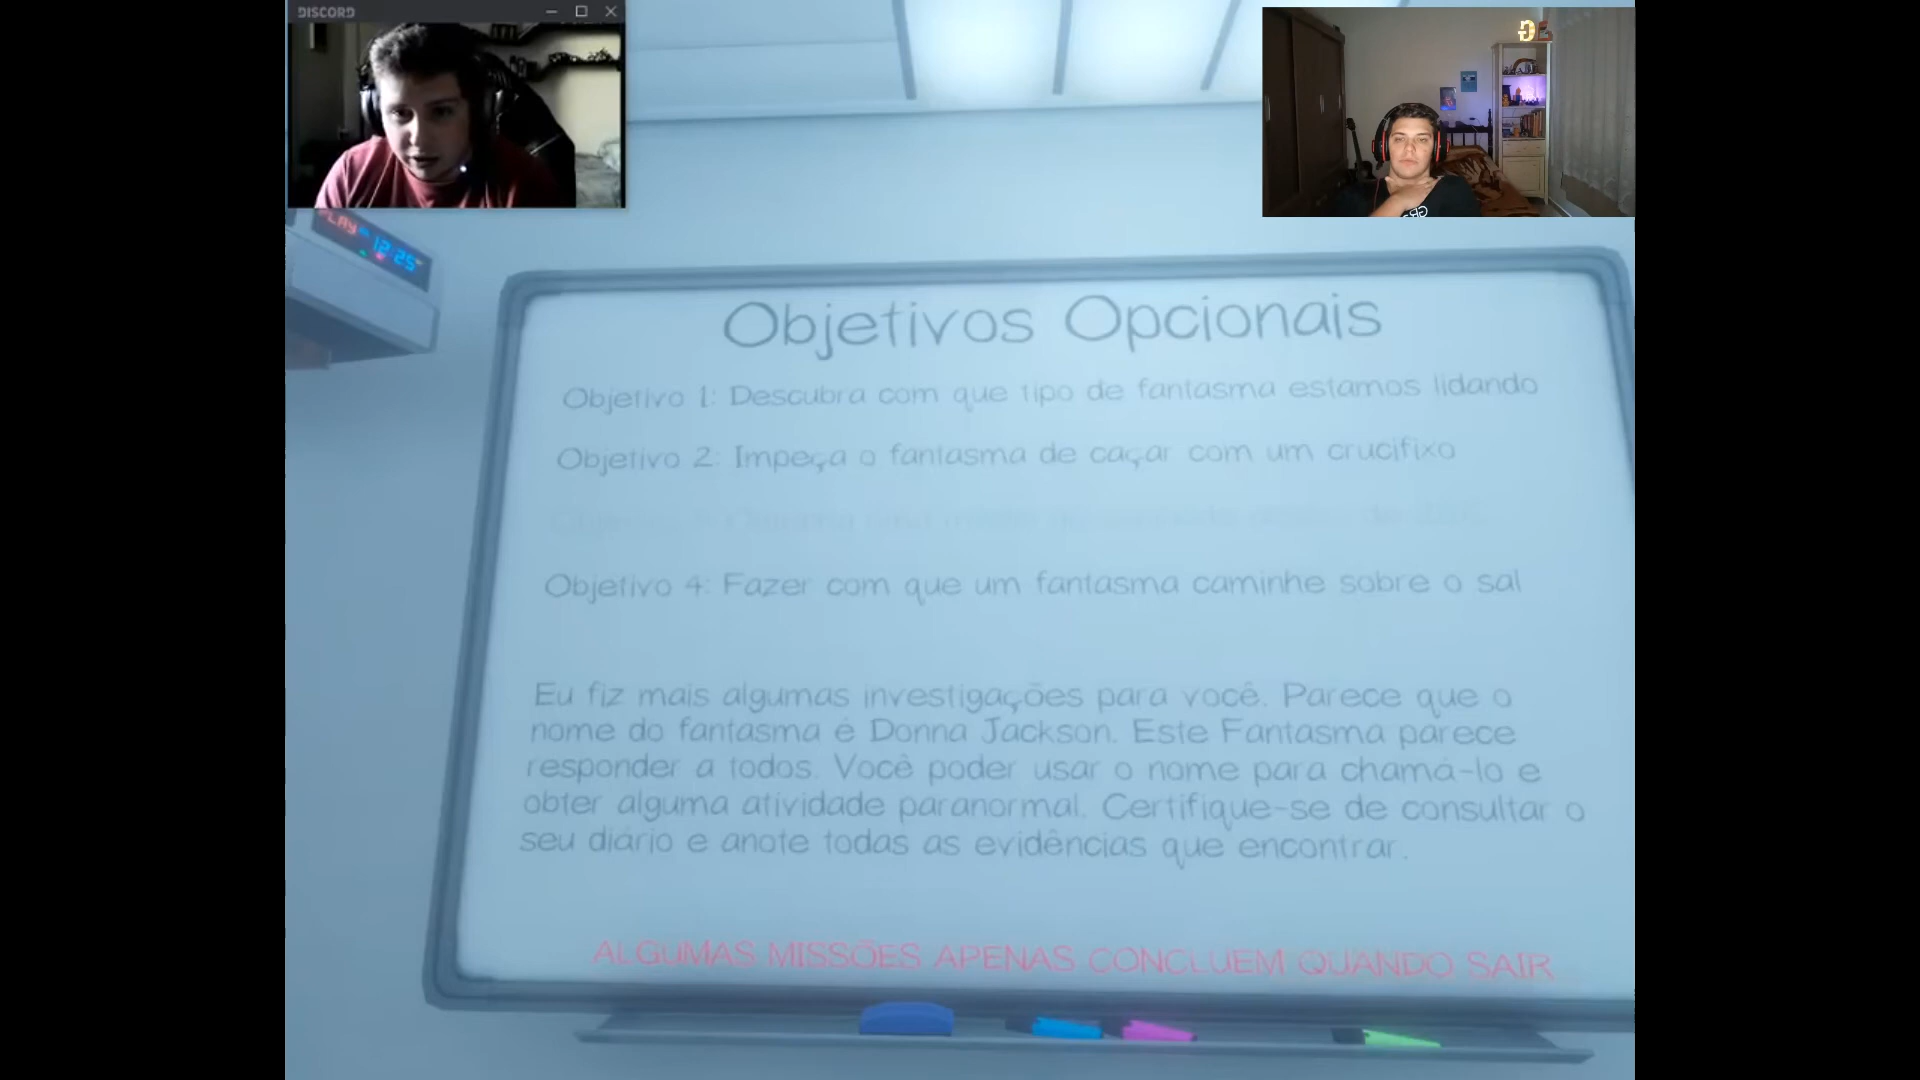 DISCORD
PLAY
12:25
Objetivos Opcionais
Objetivo 1: Descubra com que tipo de fantasma estamos lidando
Objetivo 2: Impeça o fantasma de caçar com um crucifixo
Objetivo 4: Fazer com que um fantasma caminhe sobre o sal
Eu fiz mais algumas investigações para você. Parece que o
nome do fantasma é Donna Jackson. Este Fantasma parece
responder a todos. Você poder usar o nome para chamá-lo e
obter alguma atividade paranormal. Certifique-se de consultar o
seu diário e anote todas as evidências que encontrar.
ALGUMAS MISSÕES APENAS CONCLUEM QUANDO SAIR